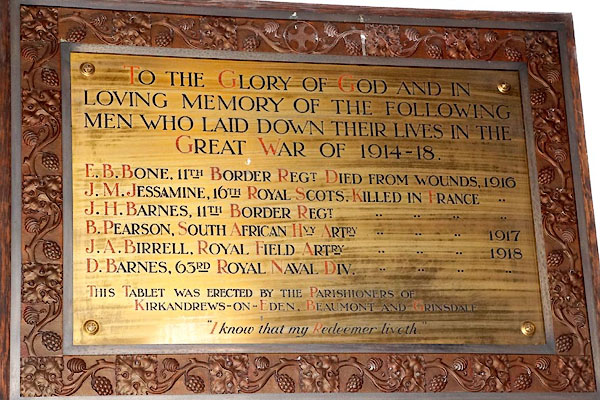 TO THE GLORY OF GOD AND IN
LOVING MEMORY OF THE FOLLOWING
MEN WHO LAID DOWN THEIR LIVES IN THE
GREAT WAR OF 1914-18.
E. B. BONE, 11TH BORDER REGT DIED FROM WOUNDS, 1916
J. M. JESSAMINE, 16TH ROYAL SCOTS. KILLED IN FRANCE "
J. H. BARNES, 11TH BORDER REGT " " " "
B. PEARSON, SOUTH AFRICAN HVY ARTRY " " " 1917
J. A. BIRRELL, ROYAL FIELD ARTRY " " " 1918
D. BARNES, 63RD ROYAL NAVAL DIV. " " " "
THIS TABLET WAS ERECTED BY THE PARISHIONERS OF
KIRKANDREWS-ON-EDEN, BEAUMONT AND GRINSDALE
"I know that my Redeemer liveth"